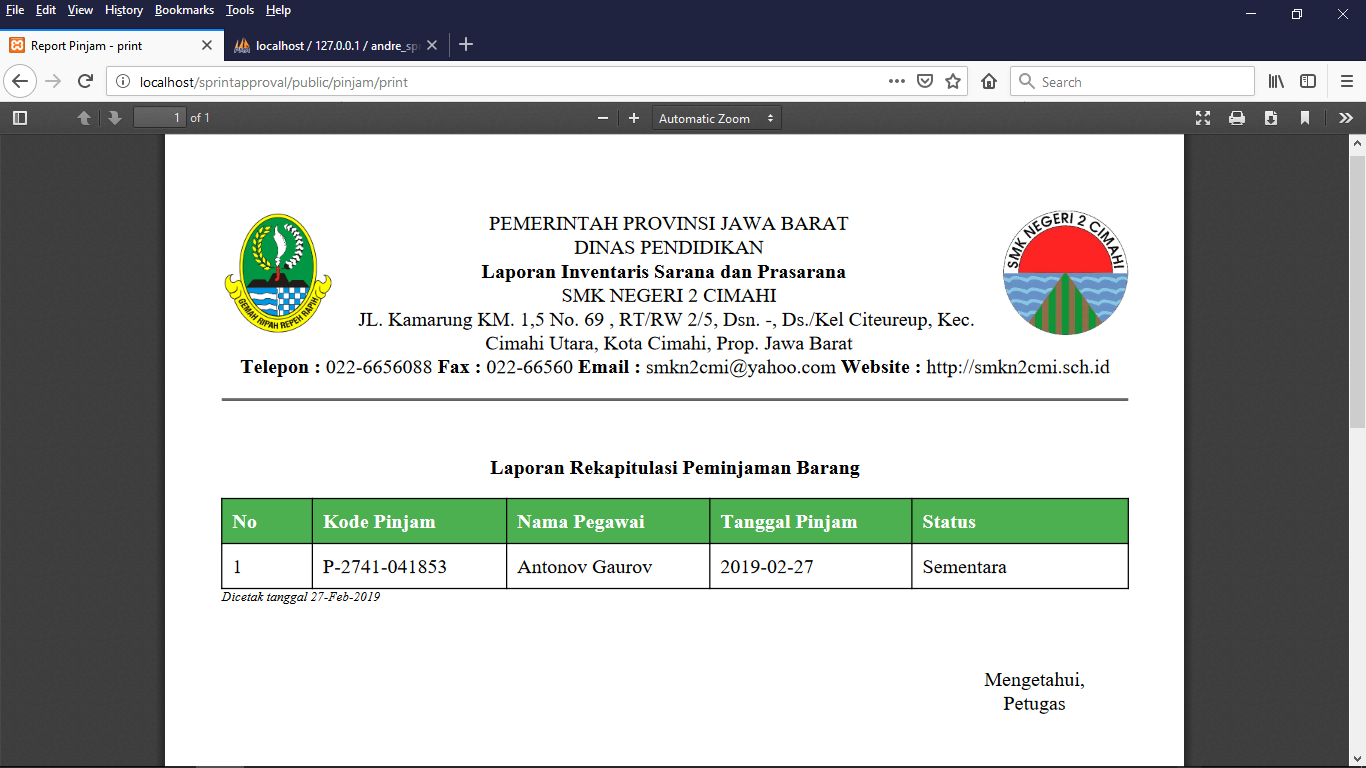 File Edit View History Bookmarks Tools Help
Report Pinjam - print
localhost / 127.0.0.1 / andre_sp
localhost/sprintapproval/public/pinjam/print
Search
1 of 1
Automatic Zoom
PEMERINTAH PROVINSI JAWA BARAT
DINAS PENDIDIKAN
Laporan Inventaris Sarana dan Prasarana
SMK NEGERI 2 CIMAHI
JL. Kamarung KM. 1,5 No. 69 , RT/RW 2/5, Dsn. -, Ds./Kel Citeureup, Kec.
Cimahi Utara, Kota Cimahi, Prop. Jawa Barat
Telepon : 022-6656088 Fax : 022-66560 Email : smkn2cmi@yahoo.com Website : http://smkn2cmi.sch.id
GEMAH RIPAH REPEH RAPIH
SMK NEGERI 2 CIMAHI
Laporan Rekapitulasi Peminjaman Barang
No Kode Pinjam Nama Pegawai Tanggal Pinjam Status
1 P-2741-041853 Antonov Gaurov 2019-02-27 Sementara
Dicetak tanggal 27-Feb-2019
Mengetahui,
Petugas